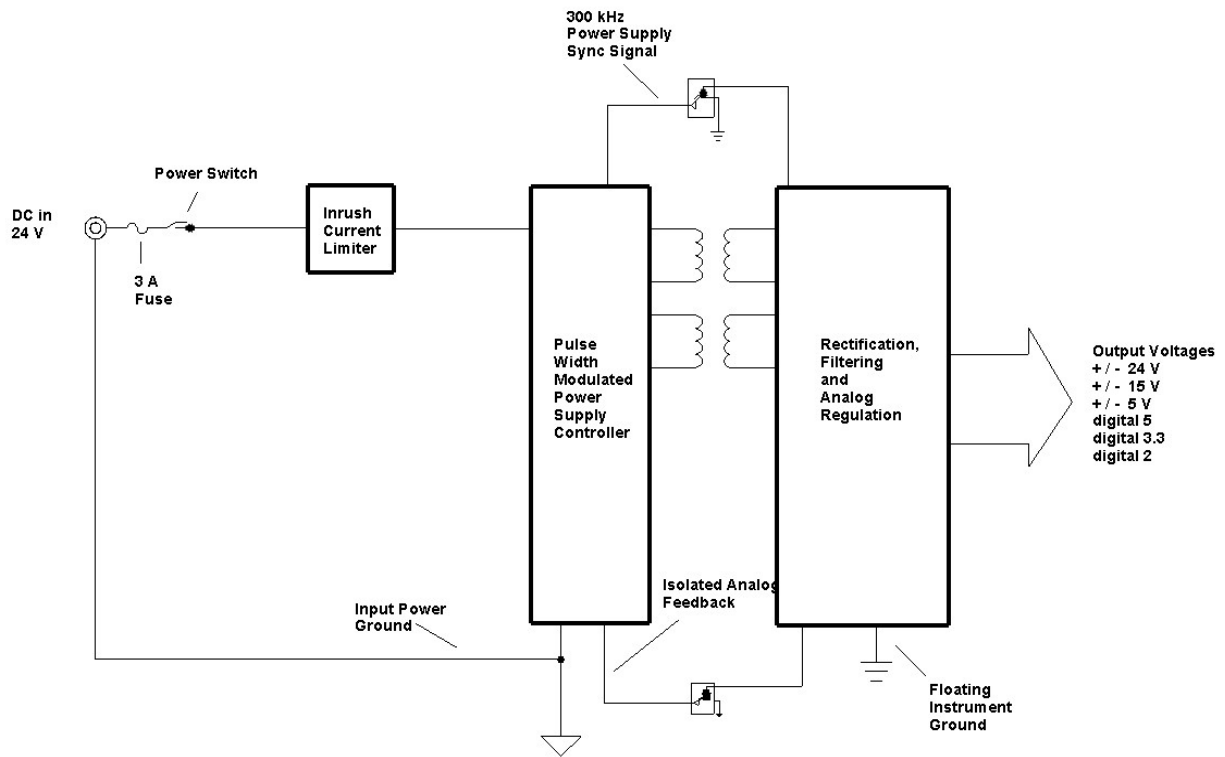 300 kHz
Power Supply
Sync Signal
Power Switch
DC in
24 V
Inrush
Current
Limiter
3 A
Fuse
Pulse
Width
Modulated
Power
Supply
Controller
Rectification,
Filtering
and
Analog
Regulation
Output Voltages
+ / - 24 V
+ / - 15 V
+ / - 5 V
digital 5
digital 3.3
digital 2
Isolated Analog
Feedback
Input Power
Ground
Floating
Instrument
Ground